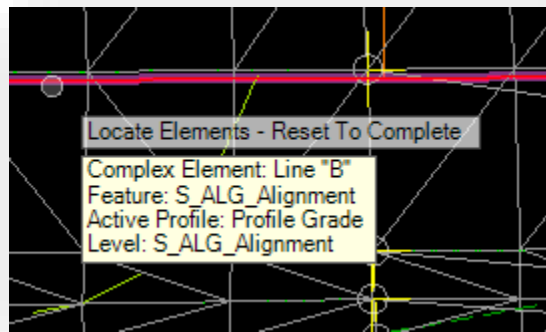 Locate Elements - Reset To Complete
Complex Element: Line "B"
Feature: S_ALG_Alignment
Active Profile: Profile Grade
Level: S_ALG_Alignment